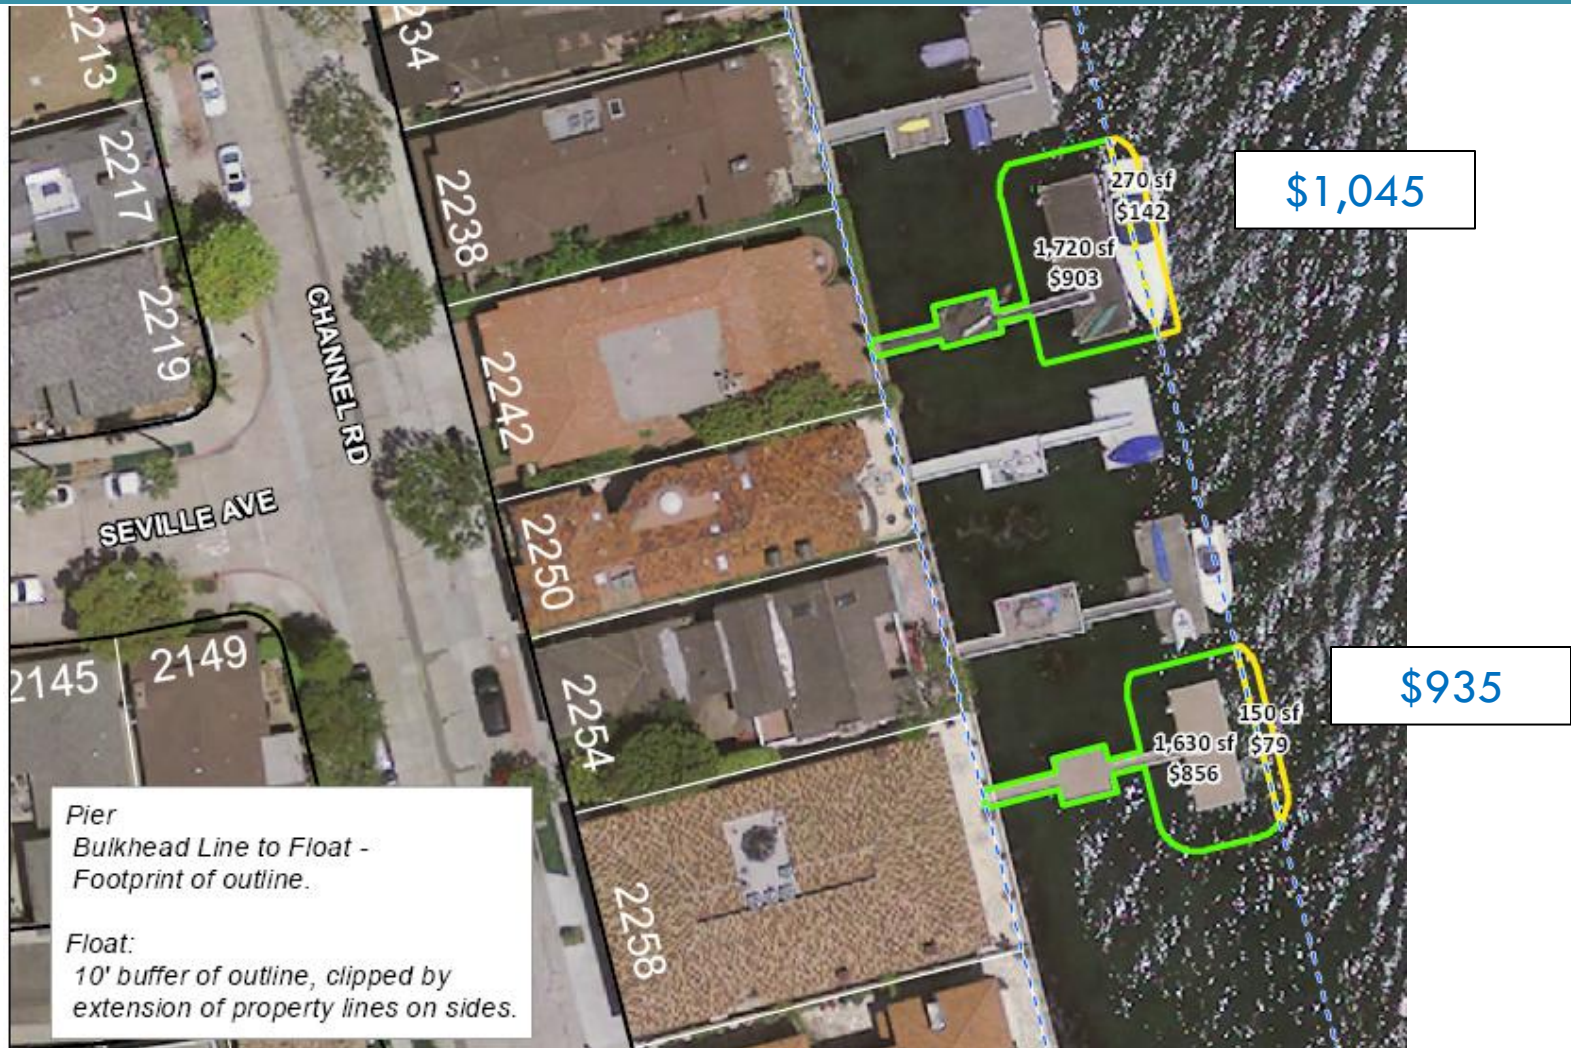 2213
234
2217
2238
270 sf
$142
$1,045
1,720 sf
$903
2219
CHANNEL RD
2242
SEVILLE AVE
2250
2145
2149
2254
$935
150 sf
$79
1,630 sf
$856
2258
Pier
Bulkhead Line to Float -
Footprint of outline.
Float:
10' buffer of outline, clipped by
extension of property lines on sides.